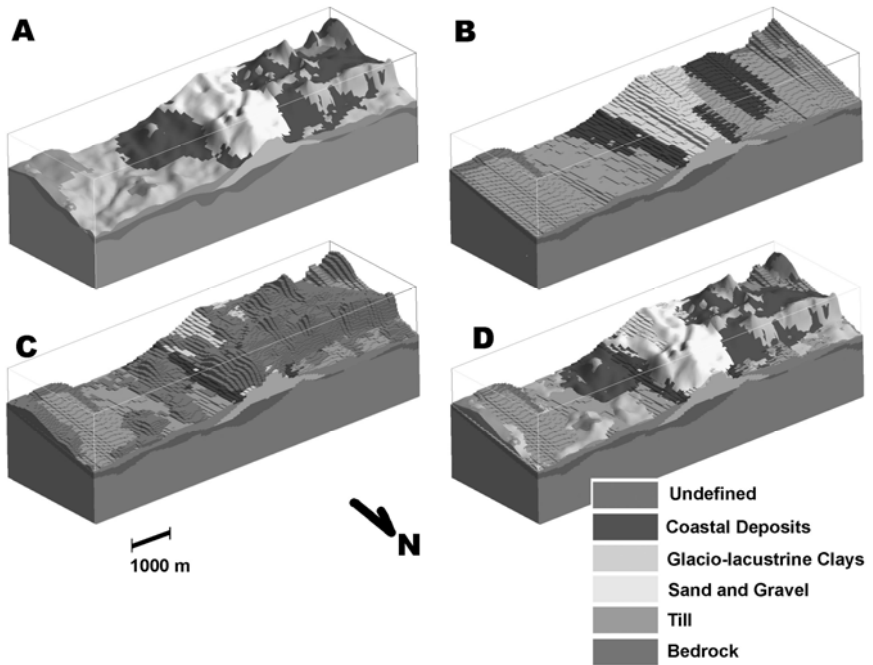 A
B
C
D
N
1000 m
Undefined
Coastal Deposits
Glacio-lacustrine Clays
Sand and Gravel
Till
Bedrock